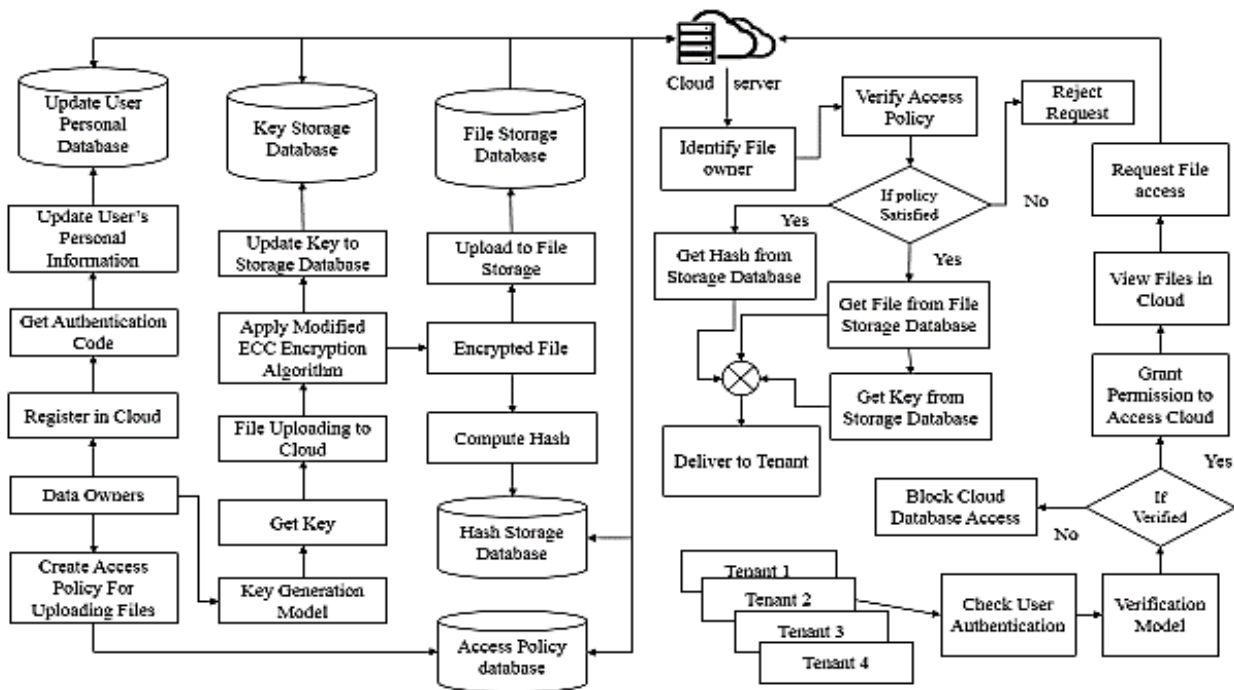 Update User
Personal
Database
Update User's
Personal
Information
Get Authentication
Code
Register in Cloud
Data Owners
Create Access
Policy For
Uploading Files
Key Storage
Database
Update Key to
Storage Database
Apply Modified
ECC Encryption
Algorithm
File Uploading to
Cloud
Get Key
Key Generation
Model
File Storage
Database
Upload to File
Storage
Encrypted File
Compute Hash
Hash Storage
Database
Access Policy
database
Cloud server
Identify File
owner
Verify Access
Policy
Reject
Request
If policy
Satisfied
No
Yes
Yes
Get Hash from
Storage Database
Get File from File
Storage Database
Get Key from
Storage Database
Deliver to Tenant
Request File
access
View Files in
Cloud
Grant
Permission to
Access Cloud
Yes
If
Verified
No
Block Cloud
Database Access
Tenant 1
Tenant 2
Tenant 3
Tenant 4
Check User
Authentication
Verification
Model